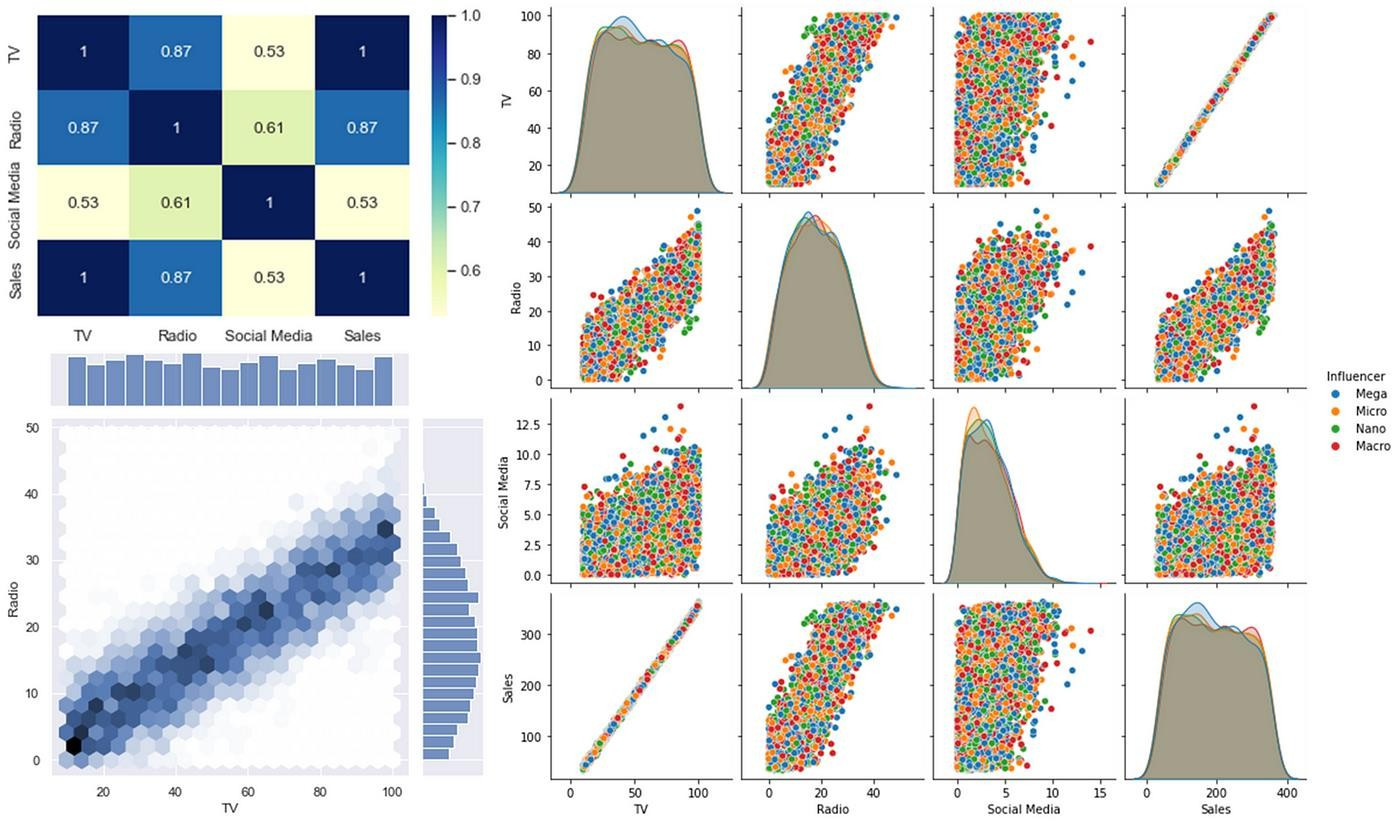 TV 1 0.87 0.53 1
Radio 0.87 1 0.61 0.87
Social Media 0.53 0.61 1 0.53
Sales 1 0.87 0.53 1
TV Radio Social Media Sales
1.0
0.9
0.8
0.7
0.6
50
40
30
20
10
0
Radio
20 40 60 80 100
TV
100
80
60
40
20
TV
50
40
30
20
10
0
Radio
12.5
10.0
7.5
5.0
2.5
0.0
Social Media
300
200
100
Sales
0 50 100
TV
0 20 40
Radio
0 5 10 15
Social Media
0 200 400
Sales
Influencer
Mega
Micro
Nano
Macro